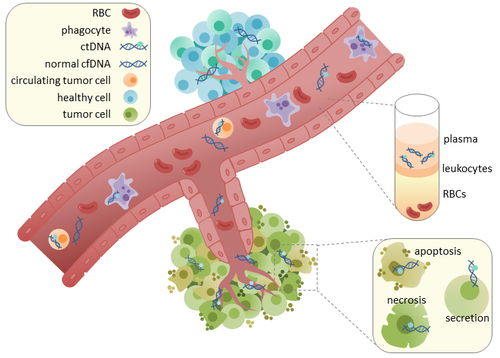 RBC
phagocyte
ctDNA
normal cfDNA
circulating tumor cell
healthy cell
tumor cell
plasma
leukocytes
RBCs
apoptosis
necrosis
secretion